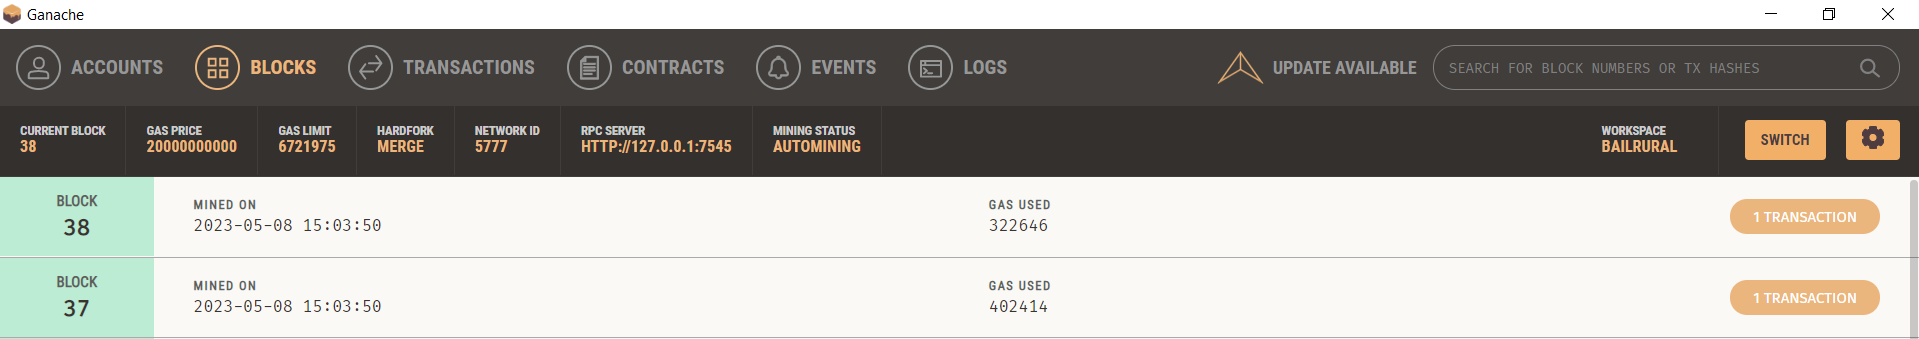 Ganache
ACCOUNTS BLOCKS TRANSACTIONS CONTRACTS EVENTS LOGS UPDATE AVAILABLE SEARCH FOR BLOCK NUMBERS OR TX HASHES
CURRENT BLOCK GAS PRICE GAS LIMIT HARDFORK NETWORK ID RPC SERVER MINING STATUS WORKSPACE
38 20000000000 6721975 MERGE 5777 HTTP://127.0.0.1:7545 AUTOMINING BAILRURAL SWITCH
BLOCK MINED ON GAS USED
38 2023-05-08 15:03:50 322646 1 TRANSACTION
BLOCK MINED ON GAS USED
37 2023-05-08 15:03:50 402414 1 TRANSACTION